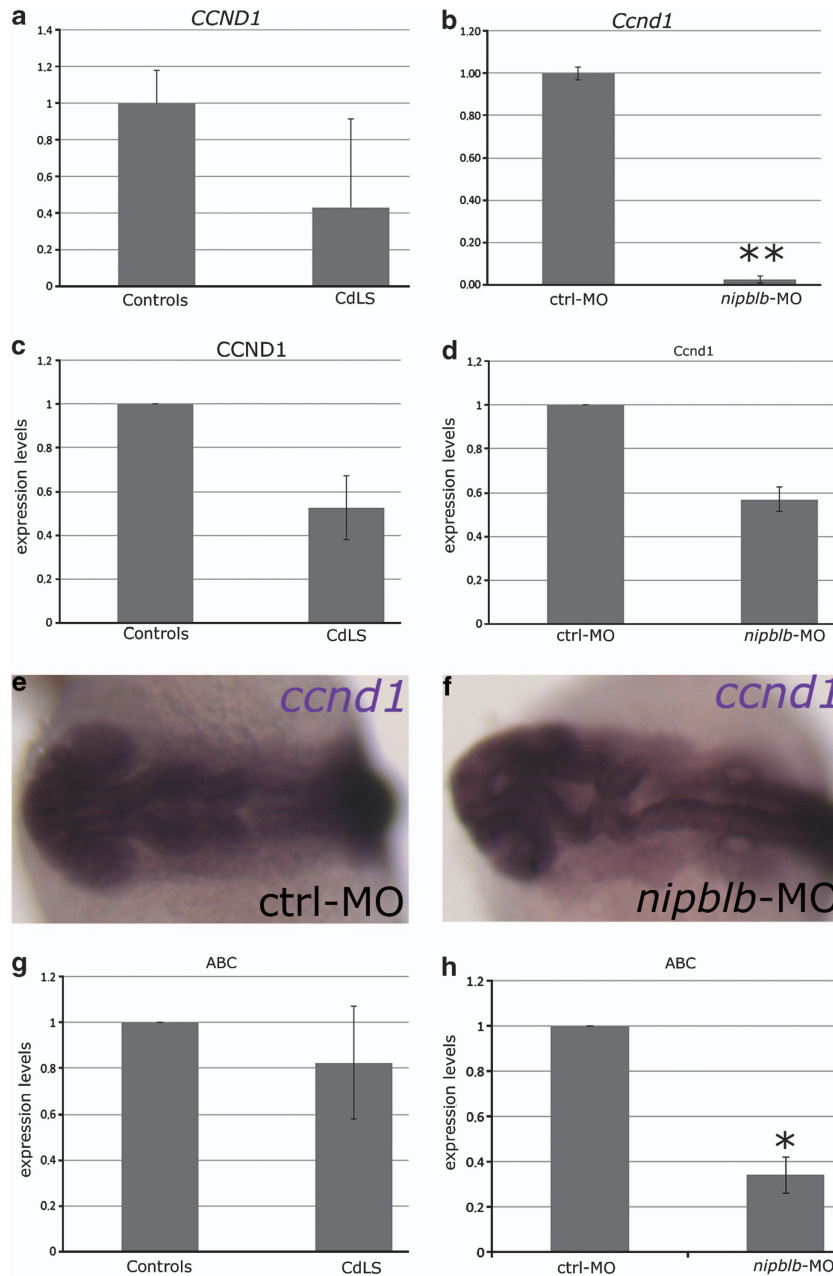 a
CCND1
1.4
1.2
1
0.8
0.6
0.4
0.2
0
Controls
CdLS
b
Ccnd1
1.20
1.00
0.80
0.60
0.40
0.20
0.00
**
ctrl-MO
nipblb-MO
c
CCND1
expression levels
1.2
1
0.8
0.6
0.4
0.2
0
Controls
CdLS
d
Ccnd1
expression levels
1,2
1
0.8
0.6
0.4
0.2
0
ctrl-MO
nipblb-MO
e
ccnd1
ctrl-MO
f
ccnd1
nipblb-MO
g
ABC
expression levels
1.2
1
0.8
0.6
0.4
0.2
0
Controls
CdLS
h
ABC
expression levels
1.2
1
0.8
0.6
0.4
0.2
0
*
ctrl-MO
nipblb-MO